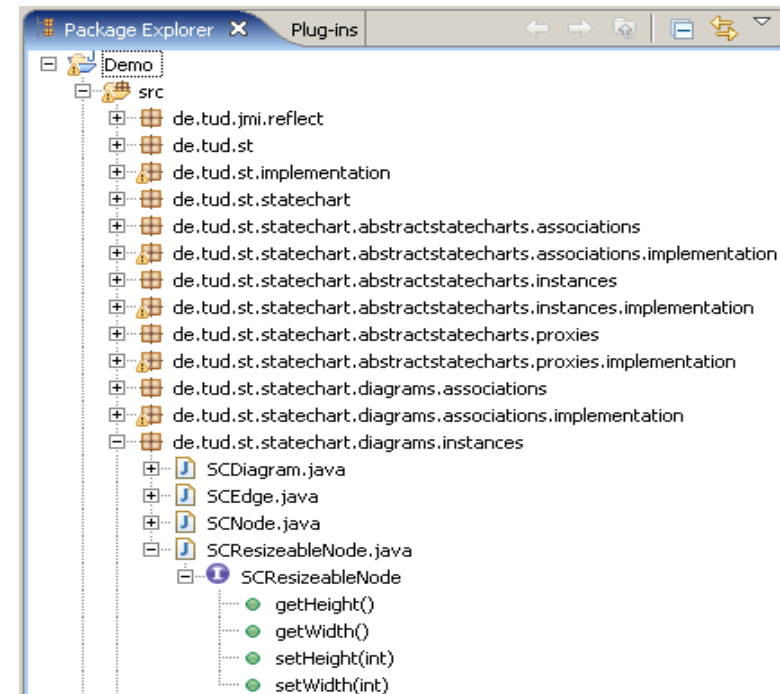 Package Explorer Plug-ins
Demo
src
de.tud.jmi.reflect
de.tud.st
de.tud.st.implementation
de.tud.st.statechart
de.tud.st.statechart.abstractstatecharts.associations
de.tud.st.statechart.abstractstatecharts.associations.implementation
de.tud.st.statechart.abstractstatecharts.instances
de.tud.st.statechart.abstractstatecharts.instances.implementation
de.tud.st.statechart.abstractstatecharts.proxies
de.tud.st.statechart.abstractstatecharts.proxies.implementation
de.tud.st.statechart.diagrams.associations
de.tud.st.statechart.diagrams.associations.implementation
de.tud.st.statechart.diagrams.instances
J SCDiagram.java
J SCEdge.java
J SCNode.java
J SCResizeableNode.java
I SCResizeableNode
getHeight()
getWidth()
setHeight(int)
setWidth(int)